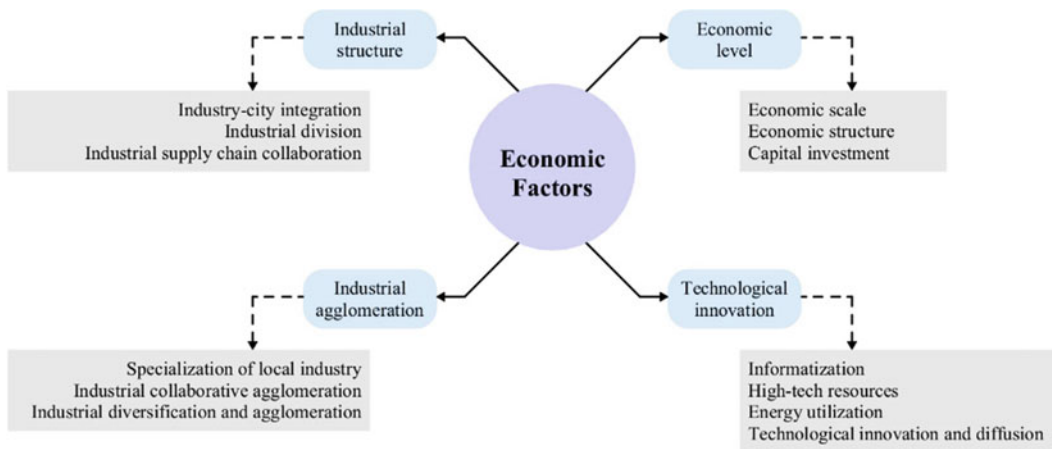 Industrial
structure
Economic
level
Industry-city integration
Industrial division
Industrial supply chain collaboration
Economic scale
Economic structure
Capital investment
Economic
Factors
Industrial
agglomeration
Technological
innovation
Specialization of local industry
Industrial collaborative agglomeration
Industrial diversification and agglomeration
Informatization
High-tech resources
Energy utilization
Technological innovation and diffusion